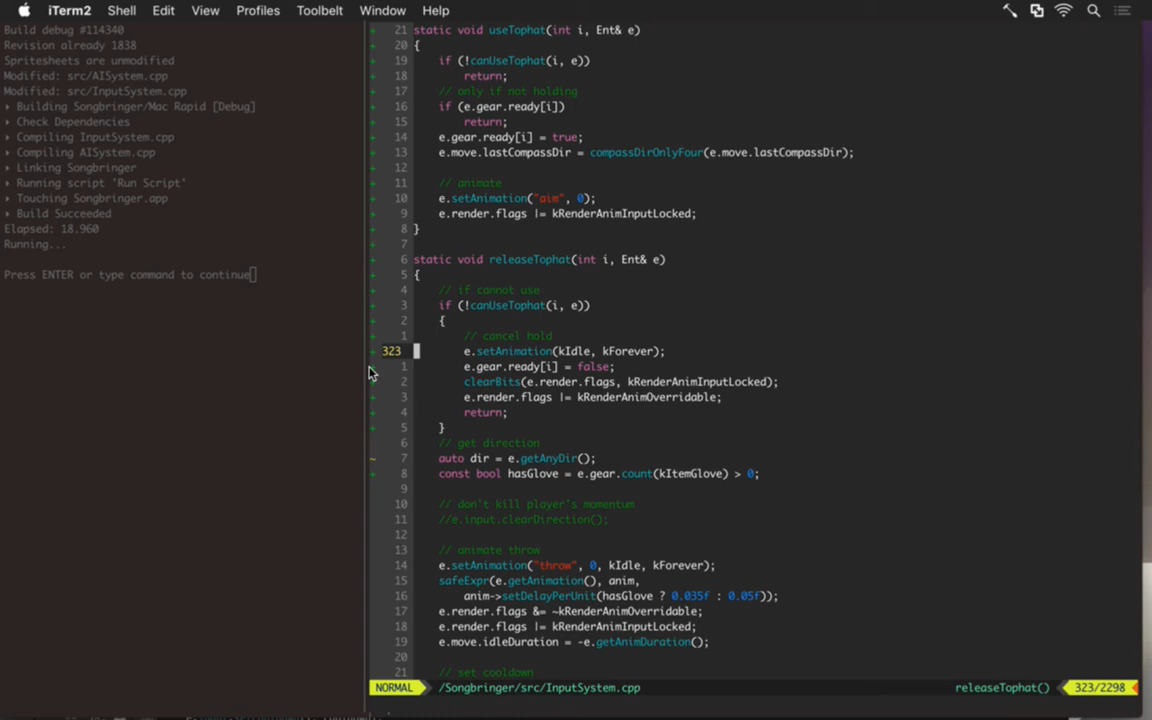 iTerm2 Shell Edit View Profiles Toolbelt Window Help
Build debug #114340
Revision already 1838
Spritesheets are unmodified
Modified: src/AISystem.cpp
Modified: src/InputSystem.cpp
▸ Building Songbringer/Mac Rapid [Debug]
▸ Check Dependencies
▸ Compiling InputSystem.cpp
▸ Compiling AISystem.cpp
▸ Linking Songbringer
▸ Running script 'Run Script'
▸ Touching Songbringer.app
▸ Build Succeeded
Elapsed: 18.960
Running...
Press ENTER or type command to continue
+ 21 static void useTophat(int i, Ent& e)
+ 20 {
+ 19     if (!canUseTophat(i, e))
+ 18         return;
+ 17     // only if not holding
+ 16     if (e.gear.ready[i])
+ 15         return;
+ 14     e.gear.ready[i] = true;
+ 13     e.move.lastCompassDir = compassDirOnlyFour(e.move.lastCompassDir);
+ 12
+ 11     // animate
+ 10     e.setAnimation("aim", 0);
+ 9     e.render.flags |= kRenderAnimInputLocked;
+ 8 }
+ 7
+ 6 static void releaseTophat(int i, Ent& e)
+ 5 {
+ 4     // if cannot use
+ 3     if (!canUseTophat(i, e))
+ 2     {
+ 1         // cancel hold
+ 323         e.setAnimation(kIdle, kForever);
1         e.gear.ready[i] = false;
+ 2         clearBits(e.render.flags, kRenderAnimInputLocked);
+ 3         e.render.flags |= kRenderAnimOverridable;
+ 4         return;
+ 5     }
6     // get direction
~ 7     auto dir = e.getAnyDir();
+ 8     const bool hasGlove = e.gear.count(kItemGlove) > 0;
9
10     // don't kill player's momentum
11     //e.input.clearDirection();
12
13     // animate throw
14     e.setAnimation("throw", 0, kIdle, kForever);
15     safeExpr(e.getAnimation(), anim,
16         anim->setDelayPerUnit(hasGlove ? 0.035f : 0.05f));
17     e.render.flags &= ~kRenderAnimOverridable;
18     e.render.flags |= kRenderAnimInputLocked;
19     e.move.idleDuration = -e.getAnimDuration();
20
21     // set cooldown
NORMAL /Songbringer/src/InputSystem.cpp releaseTophat() 323/2298